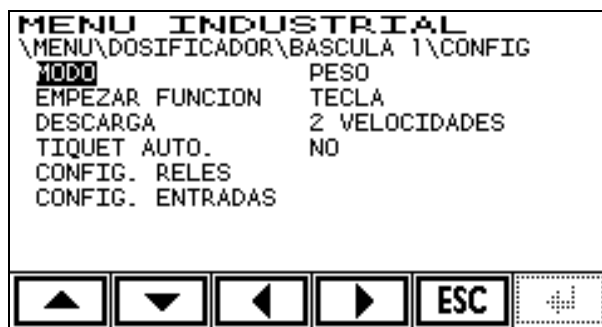 MENU INDUSTRIAL
\MENU\DOSIFICADOR\BASCULA 1\CONFIG
MODO PESO
EMPEZAR FUNCION TECLA
DESCARGA 2 VELOCIDADES
TIQUET AUTO. NO
CONFIG. RELES
CONFIG. ENTRADAS
ESC